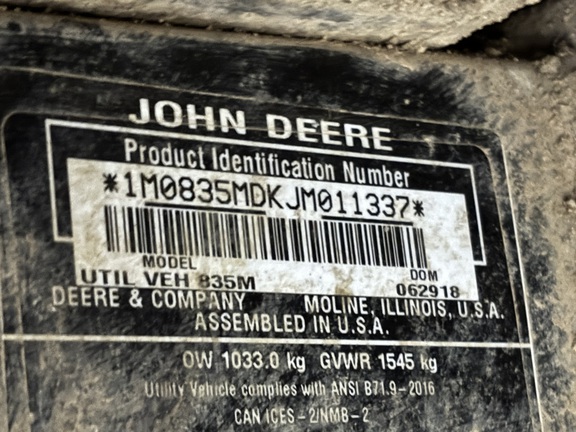 JOHN DEERE
Product Identification Number
*1M0835MDKJM011337*
MODEL DOM
UTIL VEH 835M 062918
DEERE & COMPANY MOLINE, ILLINOIS, U.S.A.
ASSEMBLED IN U.S.A.
OW 1033.0 kg GVWR 1545 kg
Utility Vehicle complies with ANSI B71.9-2016
CAN ICES-2/NMB-2